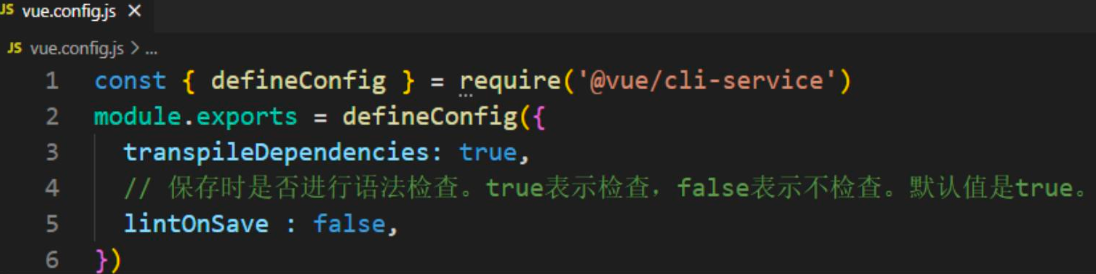 JS vue.config.js ×
JS vue.config.js > ...
1 const { defineConfig } = require('@vue/cli-service')
2 module.exports = defineConfig({
3   transpileDependencies: true,
4   // 保存时是否进行语法检查。true表示检查，false表示不检查。默认值是true。
5   lintOnSave : false,
6 })